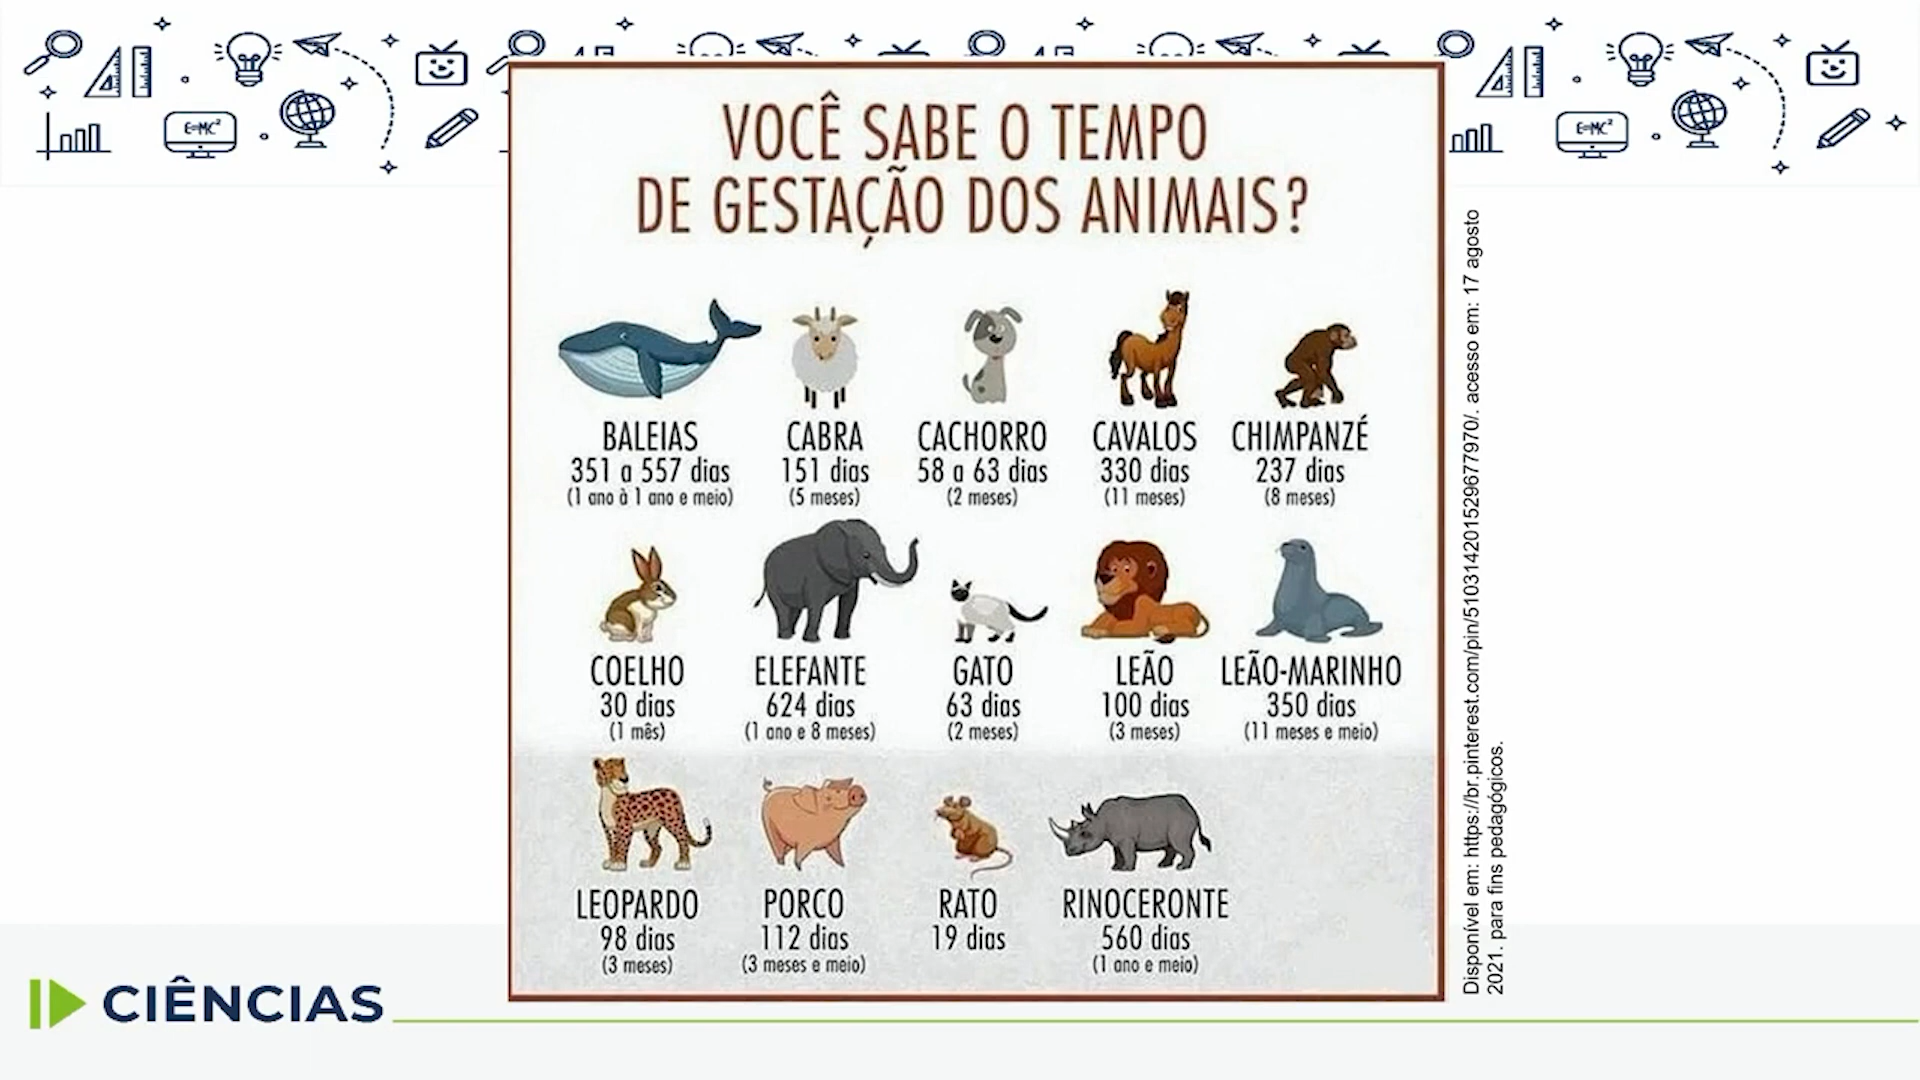 E=MC²
E=MC²
VOCÊ SABE O TEMPO
DE GESTAÇÃO DOS ANIMAIS?
BALEIAS
351 a 557 dias
(1 ano à 1 ano e meio)
CABRA
151 dias
(5 meses)
CACHORRO
58 a 63 dias
(2 meses)
CAVALOS
330 dias
(11 meses)
CHIMPANZÉ
237 dias
(8 meses)
COELHO
30 dias
(1 mês)
ELEFANTE
624 dias
(1 ano e 8 meses)
GATO
63 dias
(2 meses)
LEÃO
100 dias
(3 meses)
LEÃO-MARINHO
350 dias
(11 meses e meio)
LEOPARDO
98 dias
(3 meses)
PORCO
112 dias
(3 meses e meio)
RATO
19 dias
RINOCERONTE
560 dias
(1 ano e meio)
Disponível em: https://br.pinterest.com/pin/510314201529677970/. acesso em: 17 agosto
2021. para fins pedagógicos.
CIÊNCIAS